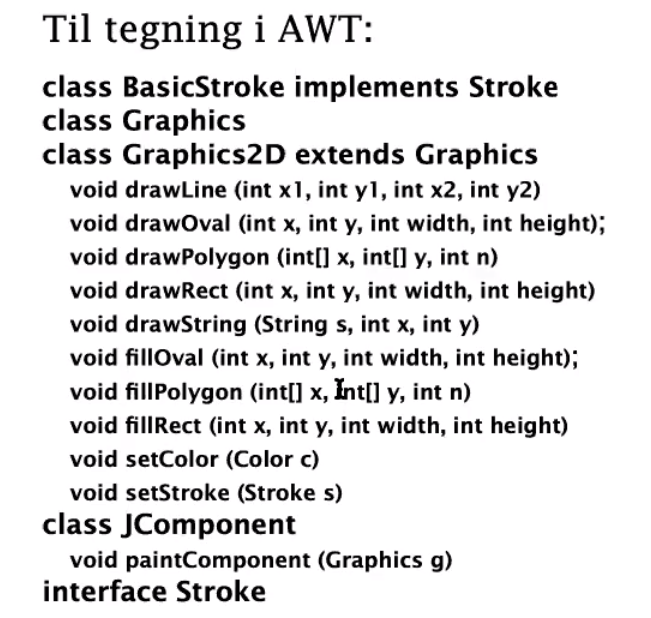 Til tegning i AWT:
class BasicStroke implements Stroke
class Graphics
class Graphics2D extends Graphics
void drawLine (int x1, int y1, int x2, int y2)
void drawOval (int x, int y, int width, int height);
void drawPolygon (int[] x, int[] y, int n)
void drawRect (int x, int y, int width, int height)
void drawString (String s, int x, int y)
void fillOval (int x, int y, int width, int height);
void fillPolygon (int[] x, int[] y, int n)
void fillRect (int x, int y, int width, int height)
void setColor (Color c)
void setStroke (Stroke s)
class JComponent
void paintComponent (Graphics g)
interface Stroke